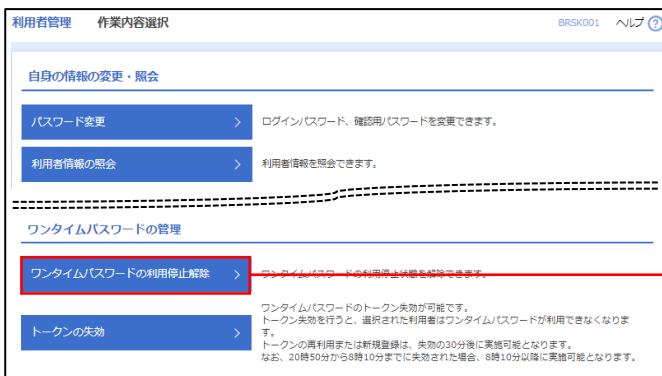 利用者管理 作業内容選択 BRSK001 ヘルプ ?
自身の情報の変更・照会
パスワード変更 ログインパスワード、確認用パスワードを変更できます。
利用者情報の照会 利用者情報を照会できます。
ワンタイムパスワードの管理
ワンタイムパスワードの利用停止解除 ワンタイムパスワードの利用停止状態を解除できます。
ワンタイムパスワードのトークン失効が可能です。
トークン失効を行うと、選択された利用者はワンタイムパスワードが利用できなくなりま
トークンの失効 す。
トークンの再利用または新規登録は、失効の30分後に実施可能となります。
なお、20時50分から8時10分までに失効された場合、8時10分以降に実施可能となります。